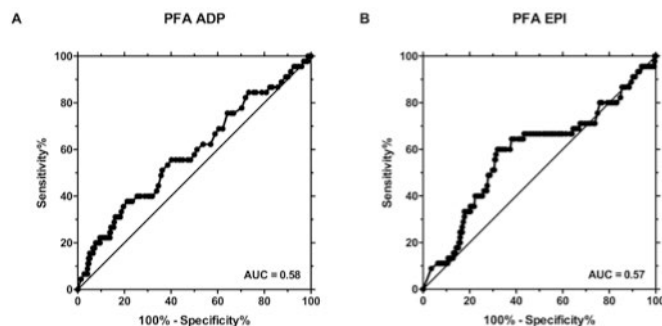 A PFA ADP
B PFA EPI
100
80
60
40
20
0
Sensitivity%
0 20 40 60 80 100
100% - Specificity%
AUC = 0.58
100
80
60
40
20
0
Sensitivity%
0 20 40 60 80 100
100% - Specificity%
AUC = 0.57